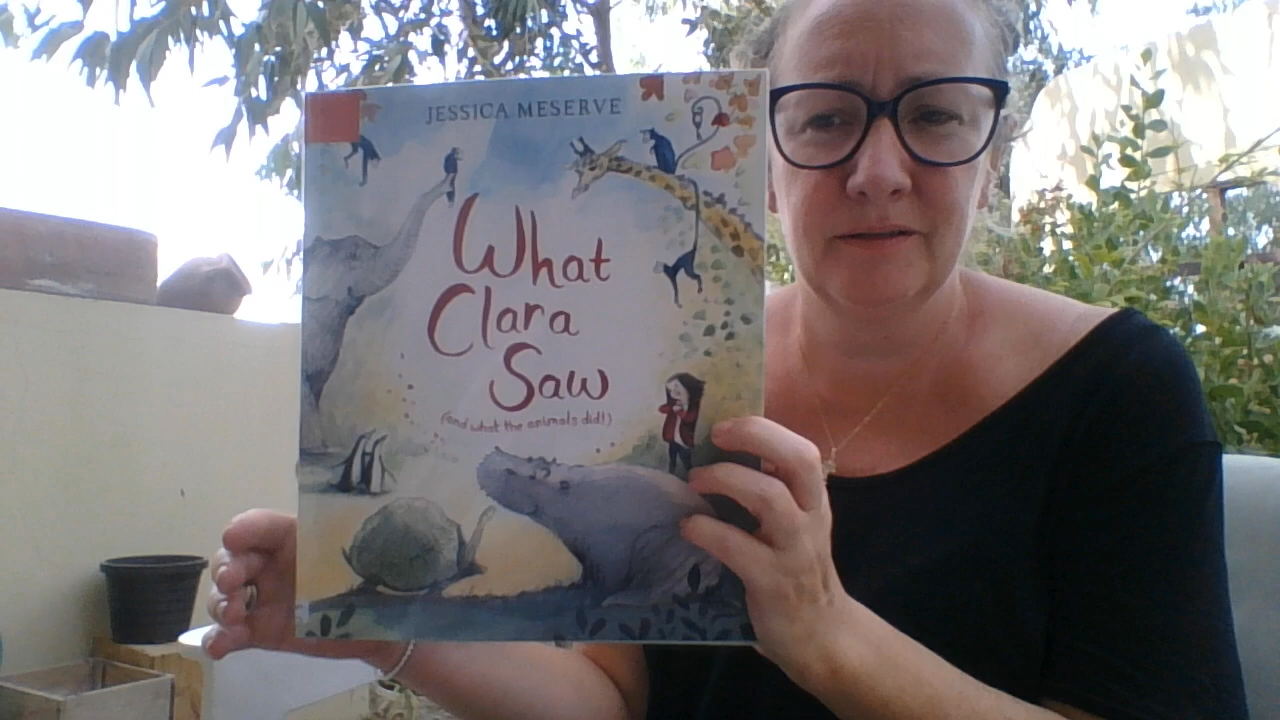 JESSICA MESERVE
What
Clara
Saw
(and what the animals did!)